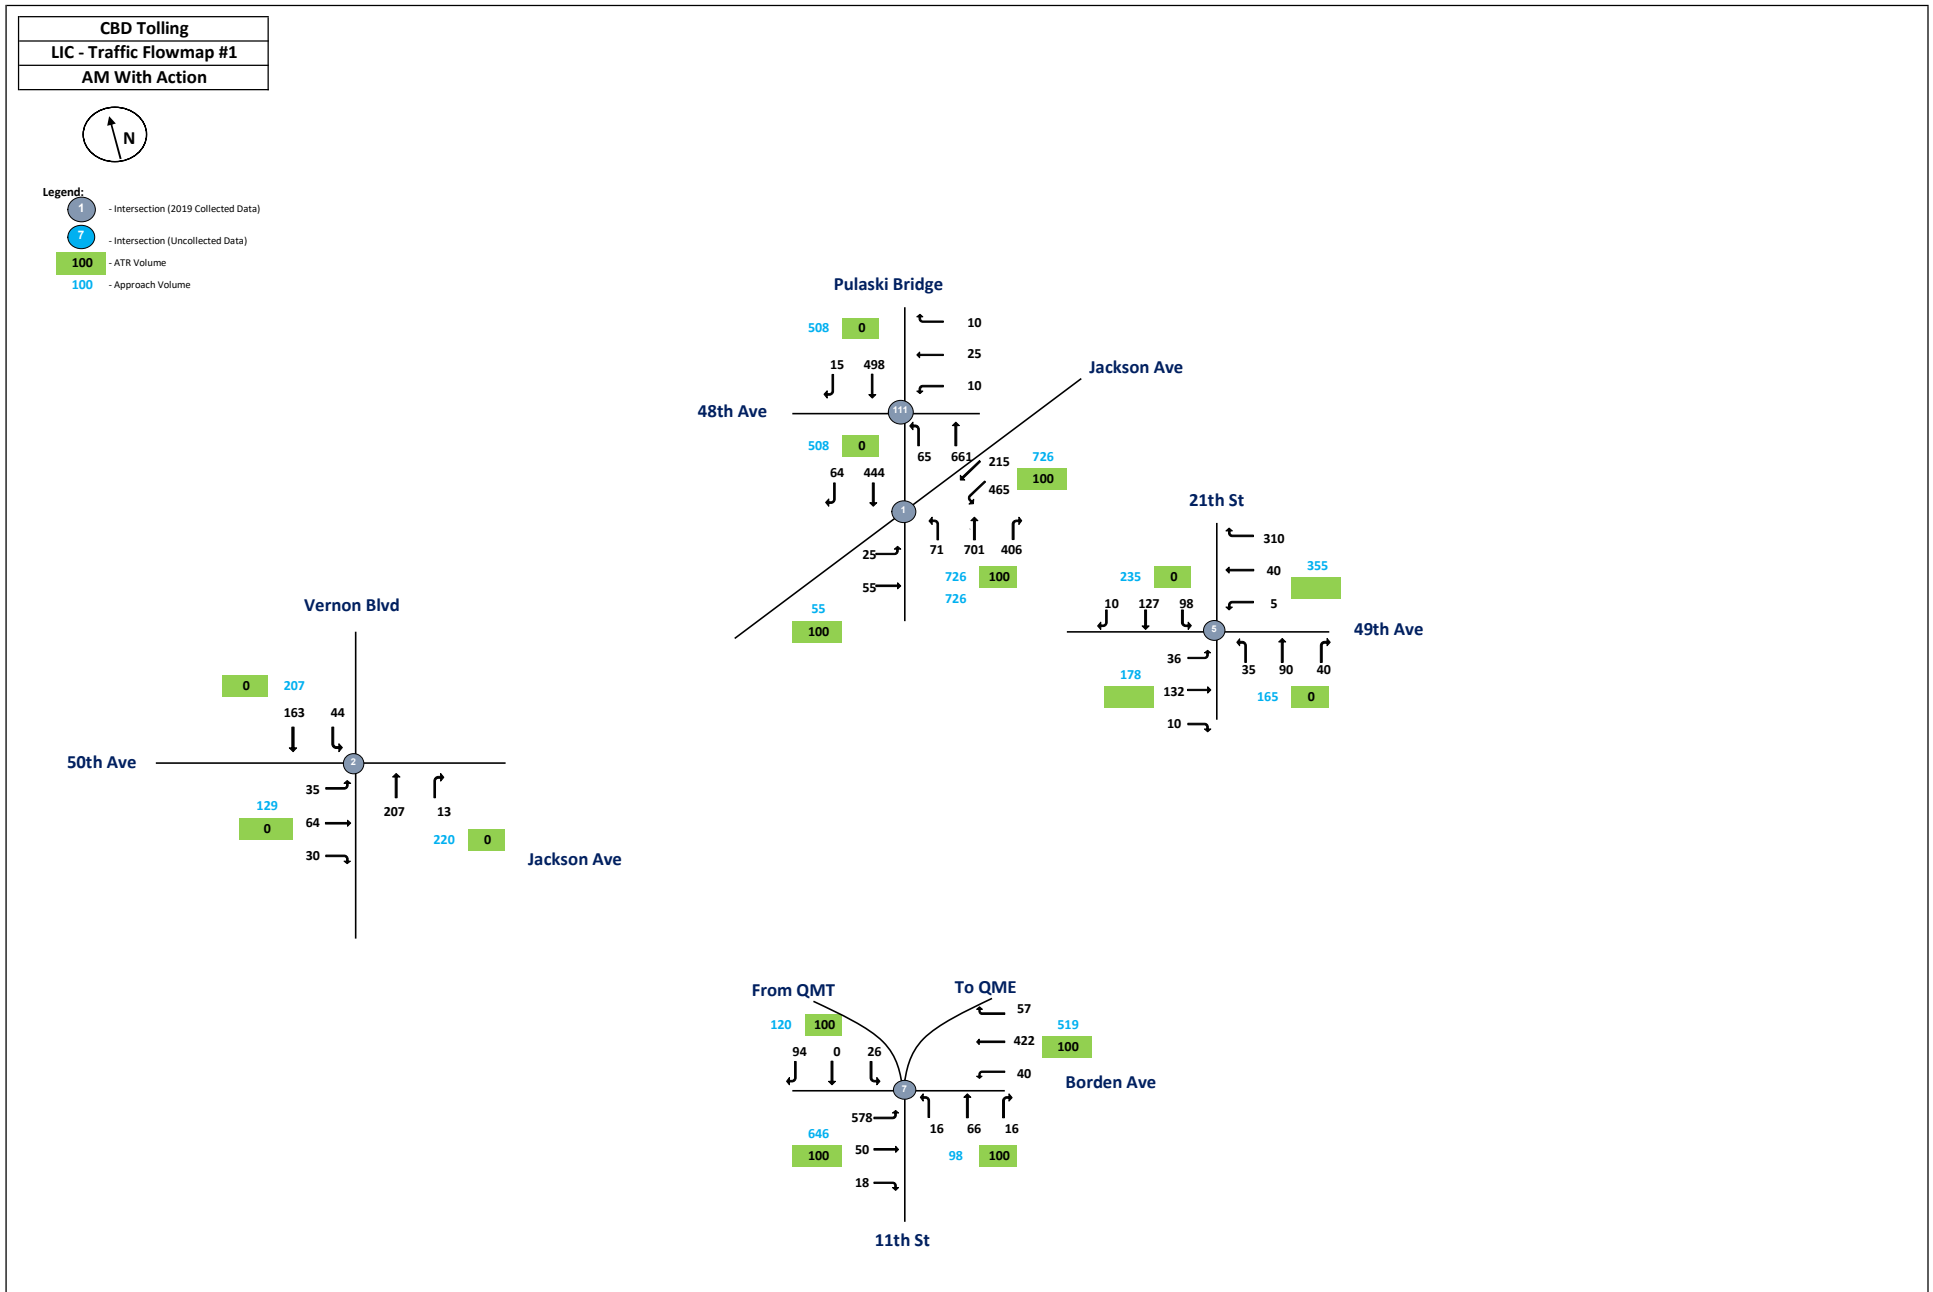 CBD Tolling
LIC - Traffic Flowmap #1
AM With Action
N
Legend:
1 - Intersection (2019 Collected Data)
7 - Intersection (Uncollected Data)
100 - ATR Volume
100 - Approach Volume
Pulaski Bridge
508 0
10
25
15 498
10
Jackson Ave
48th Ave
111
508 0
65 661
64 444
215 726
100
465
1
71 701 406
25
55
726 100
726
55
100
21th St
310
235 0
40 355
10 127 98
5
5
49th Ave
36
35 90 40
178
132
165 0
10
Vernon Blvd
0 207
163 44
50th Ave
2
35
129
0
64
30
207 13
220 0
Jackson Ave
From QMT
To QME
57
120 100
519
422
100
94 0 26
40
Borden Ave
7
578
16 66 16
646
100
50
98 100
18
11th St